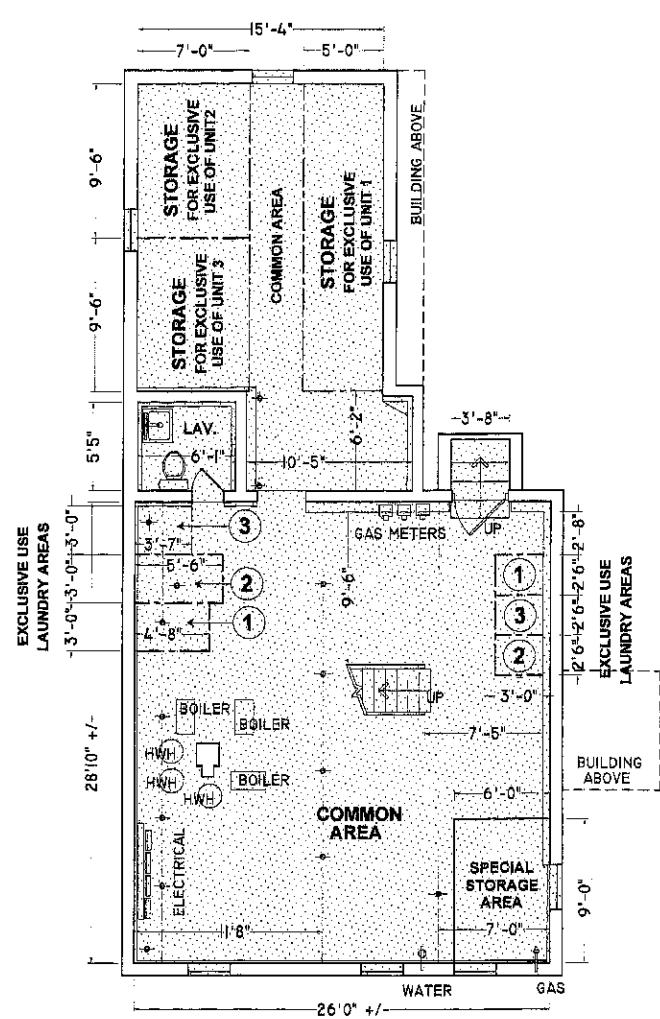 15'-4"
7'-0"
5'-0"
9'-6"
STORAGE
FOR EXCLUSIVE
USE OF UNIT2
COMMON AREA
STORAGE
FOR EXCLUSIVE
USE OF UNIT 1
BUILDING ABOVE
9'-6"
STORAGE
FOR EXCLUSIVE
USE OF UNIT 3
5'5"
LAV.
6'-1"
10'-5"
6'-2"
3'-8"
EXCLUSIVE USE
LAUNDRY AREAS
3'-0"
3'-0"
3'-0"
3'-7"
3
5'-6"
2
4'-8"
1
GAS METERS
UP
9'-6"
2'-8"
2'6"
2'6"
2'6"
1
3
2
EXCLUSIVE USE
LAUNDRY AREAS
3'-0"
UP
7'-5"
BUILDING
ABOVE
28'10" +/-
BOILER
BOILER
BOILER
HWH
HWH
HWH
ELECTRICAL
COMMON
AREA
6'-0"
SPECIAL
STORAGE
AREA
9'-0"
7'-0"
11'8"
WATER
GAS
26'0" +/-